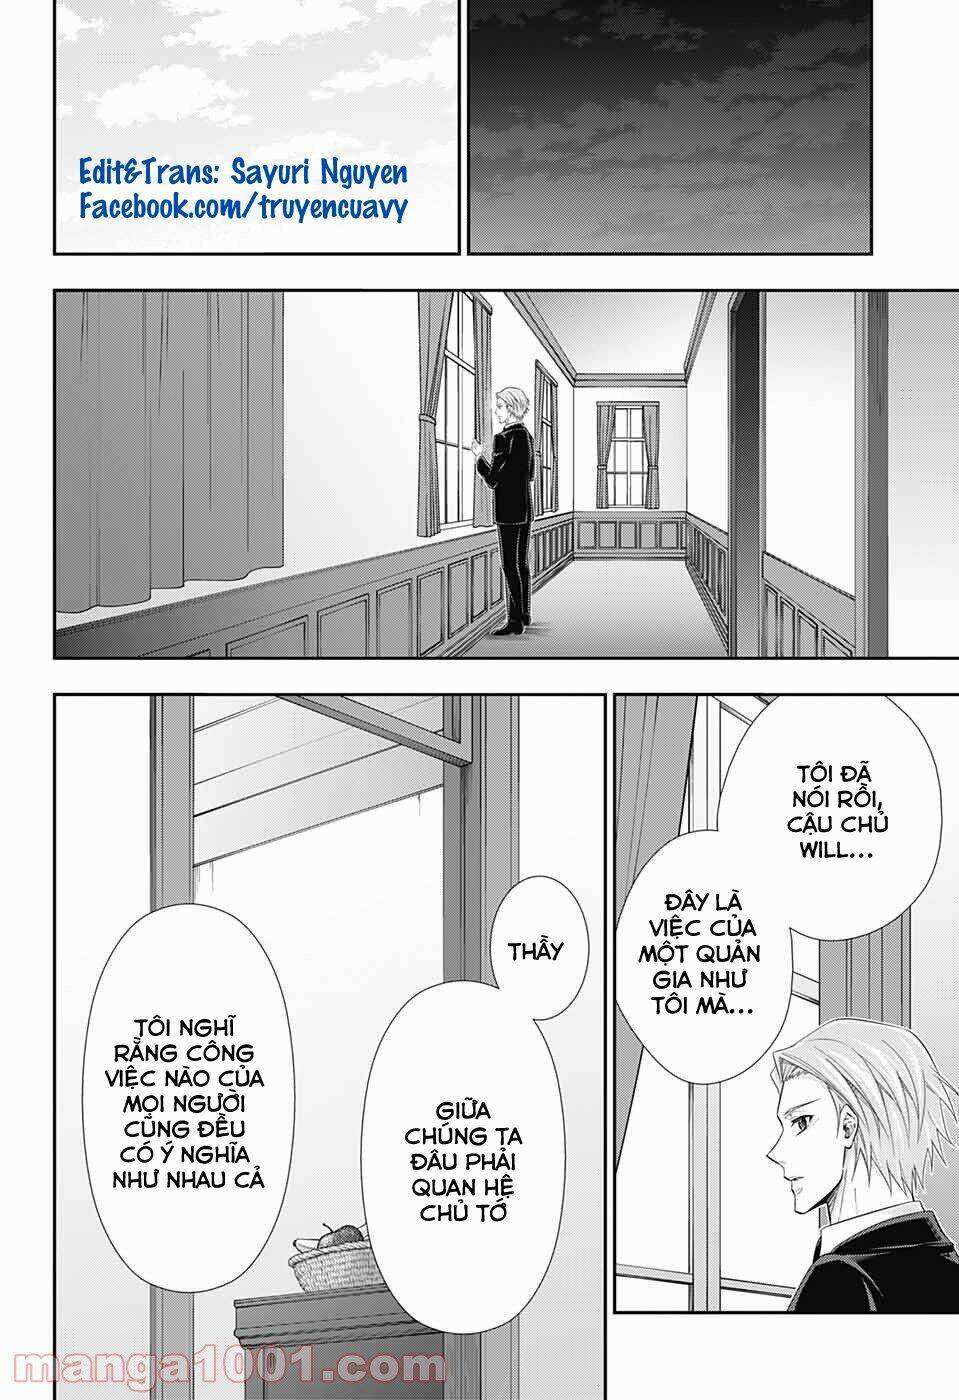 Edit&Trans: Sayuri Nguyen
Facebook.com/truyencuavy
TÔI ĐÃ
NÓI RỒI,
CẬU CHỦ
WILL...
ĐÂY LÀ
VIỆC CỦA
MỘT QUẢN
GIA NHƯ
TÔI MÀ...
THẦY
GIỮA
CHÚNG TA
ĐÂU PHẢI
QUAN HỆ
CHỦ TỚ
TÔI NGHĨ
RẰNG CÔNG
VIỆC NÀO CỦA
MỌI NGƯỜI
CŨNG ĐỀU
CÓ Ý NGHĨA
NHƯ NHAU CẢ
manga1001.com